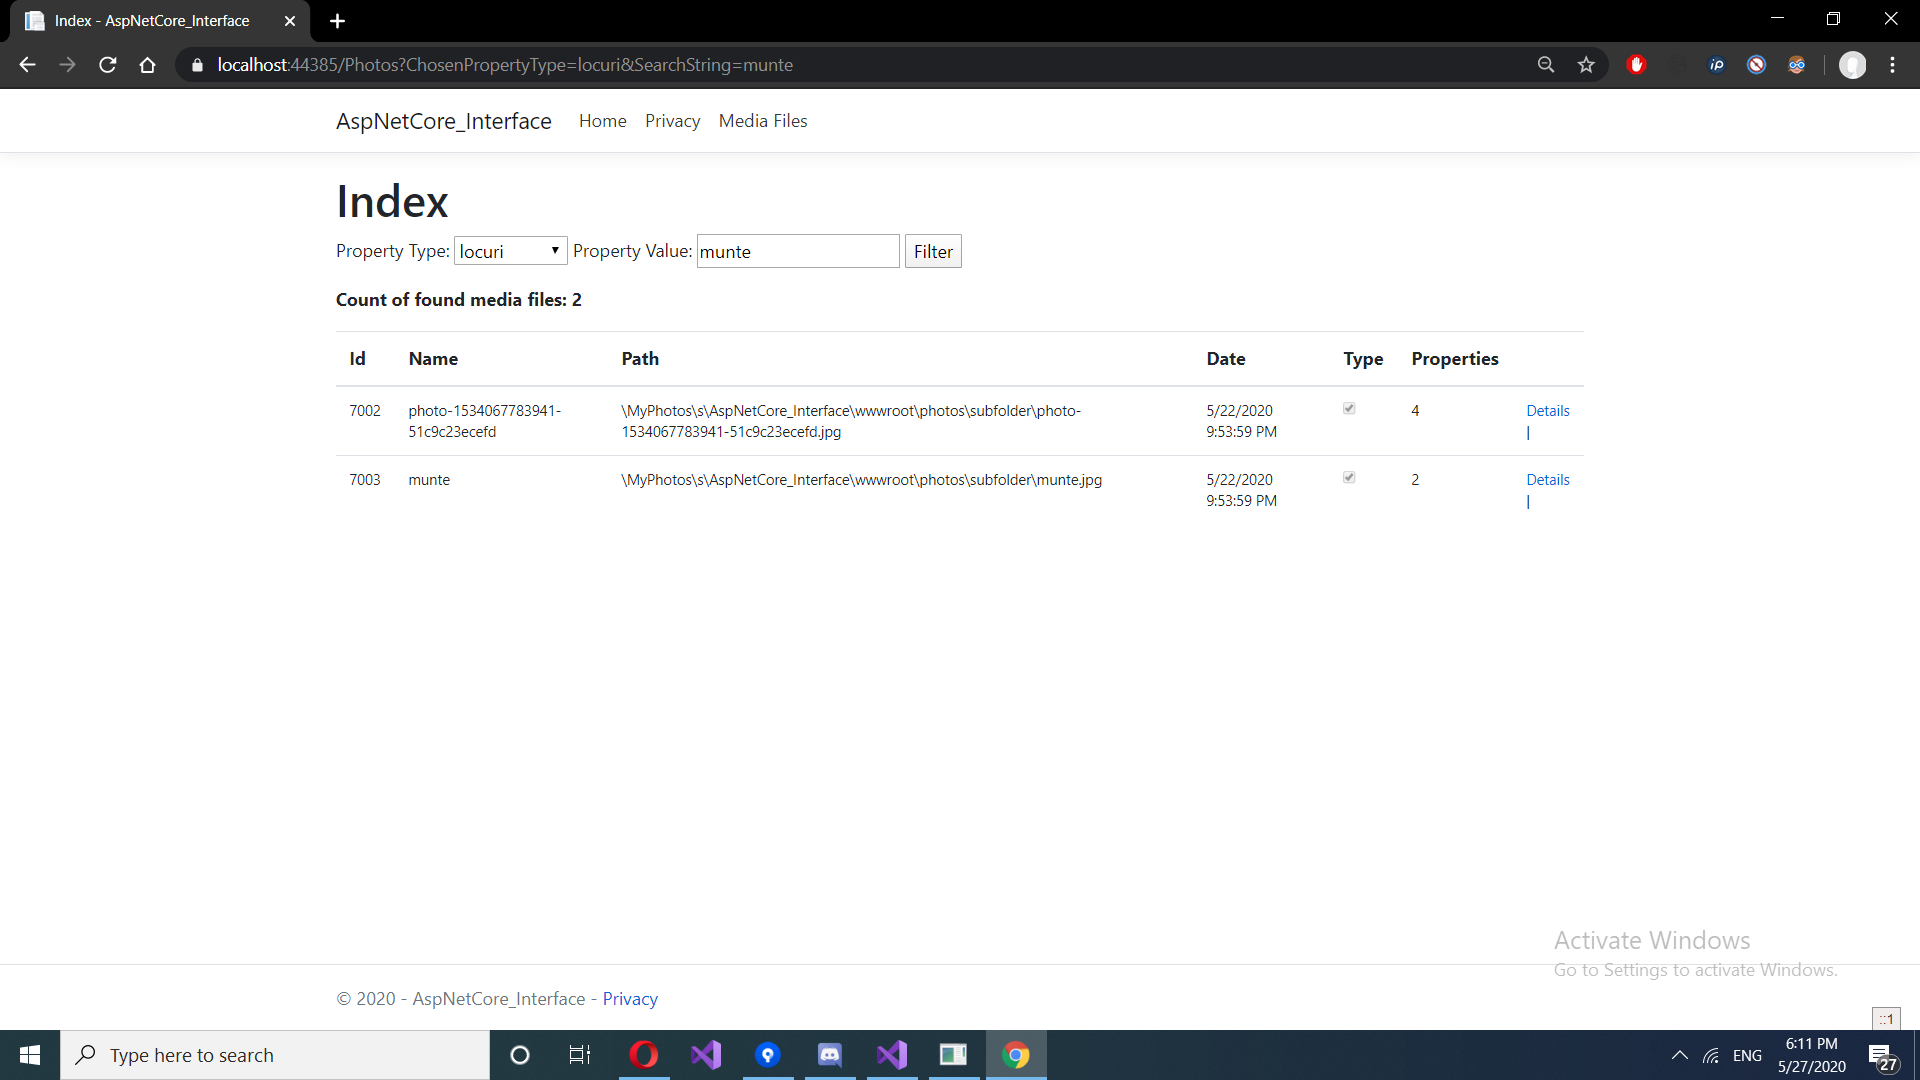 Index - AspNetCore_Interface
localhost:44385/Photos?ChosenPropertyType=locuri&SearchString=munte
AspNetCore_Interface Home Privacy Media Files
Index
Property Type: locuri Property Value: munte Filter
Count of found media files: 2
Id Name Path Date Type Properties
7002 photo-1534067783941- \MyPhotos\s\AspNetCore_Interface\wwwroot\photos\subfolder\photo- 5/22/2020 4 Details
51c9c23ecefd 1534067783941-51c9c23ecefd.jpg 9:53:59 PM |
7003 munte \MyPhotos\s\AspNetCore_Interface\wwwroot\photos\subfolder\munte.jpg 5/22/2020 2 Details
9:53:59 PM |
Activate Windows
Go to Settings to activate Windows.
© 2020 - AspNetCore_Interface - Privacy
::1
Type here to search
ENG
6:11 PM
5/27/2020
27